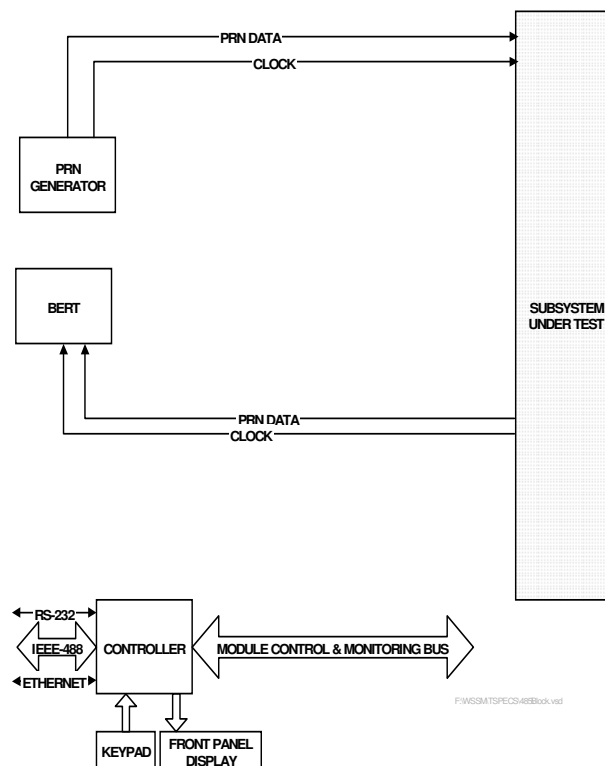 PRN DATA
CLOCK
PRN
GENERATOR
BERT
SUBSYSTEM
UNDER TEST
PRN DATA
CLOCK
RS-232
IEEE-488
ETHERNET
CONTROLLER
MODULE CONTROL & MONITORING BUS
KEYPAD
FRONT PANEL
DISPLAY